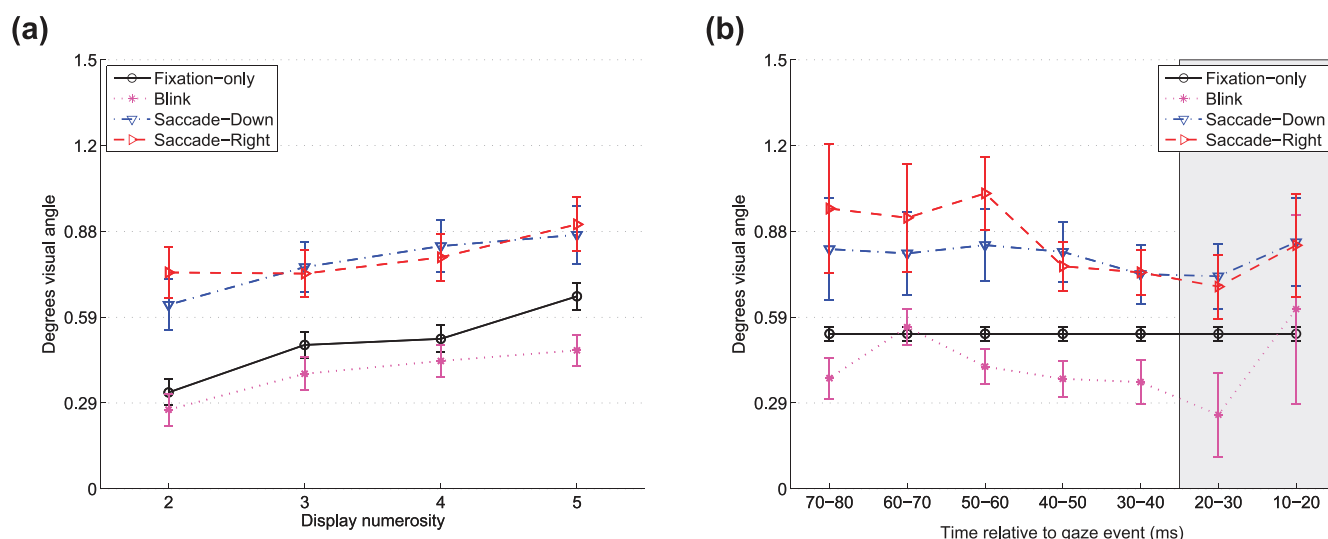 (a)
1.5
1.2
0.88
0.59
0.29
0
Degrees visual angle
Fixation−only
Blink
Saccade−Down
Saccade−Right
2 3 4 5
Display numerosity
(b)
1.5
1.2
0.88
0.59
0.29
0
Degrees visual angle
Fixation−only
Blink
Saccade−Down
Saccade−Right
70−80 60−70 50−60 40−50 30−40 20−30 10−20
Time relative to gaze event (ms)